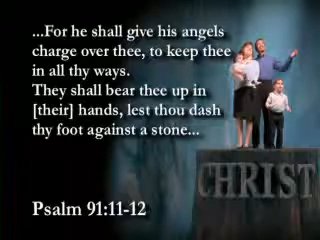 ...For he shall give his angels
charge over thee, to keep thee
in all thy ways.
They shall bear thee up in
[their] hands, lest thou dash
thy foot against a stone...
Psalm 91:11-12
CHRIST